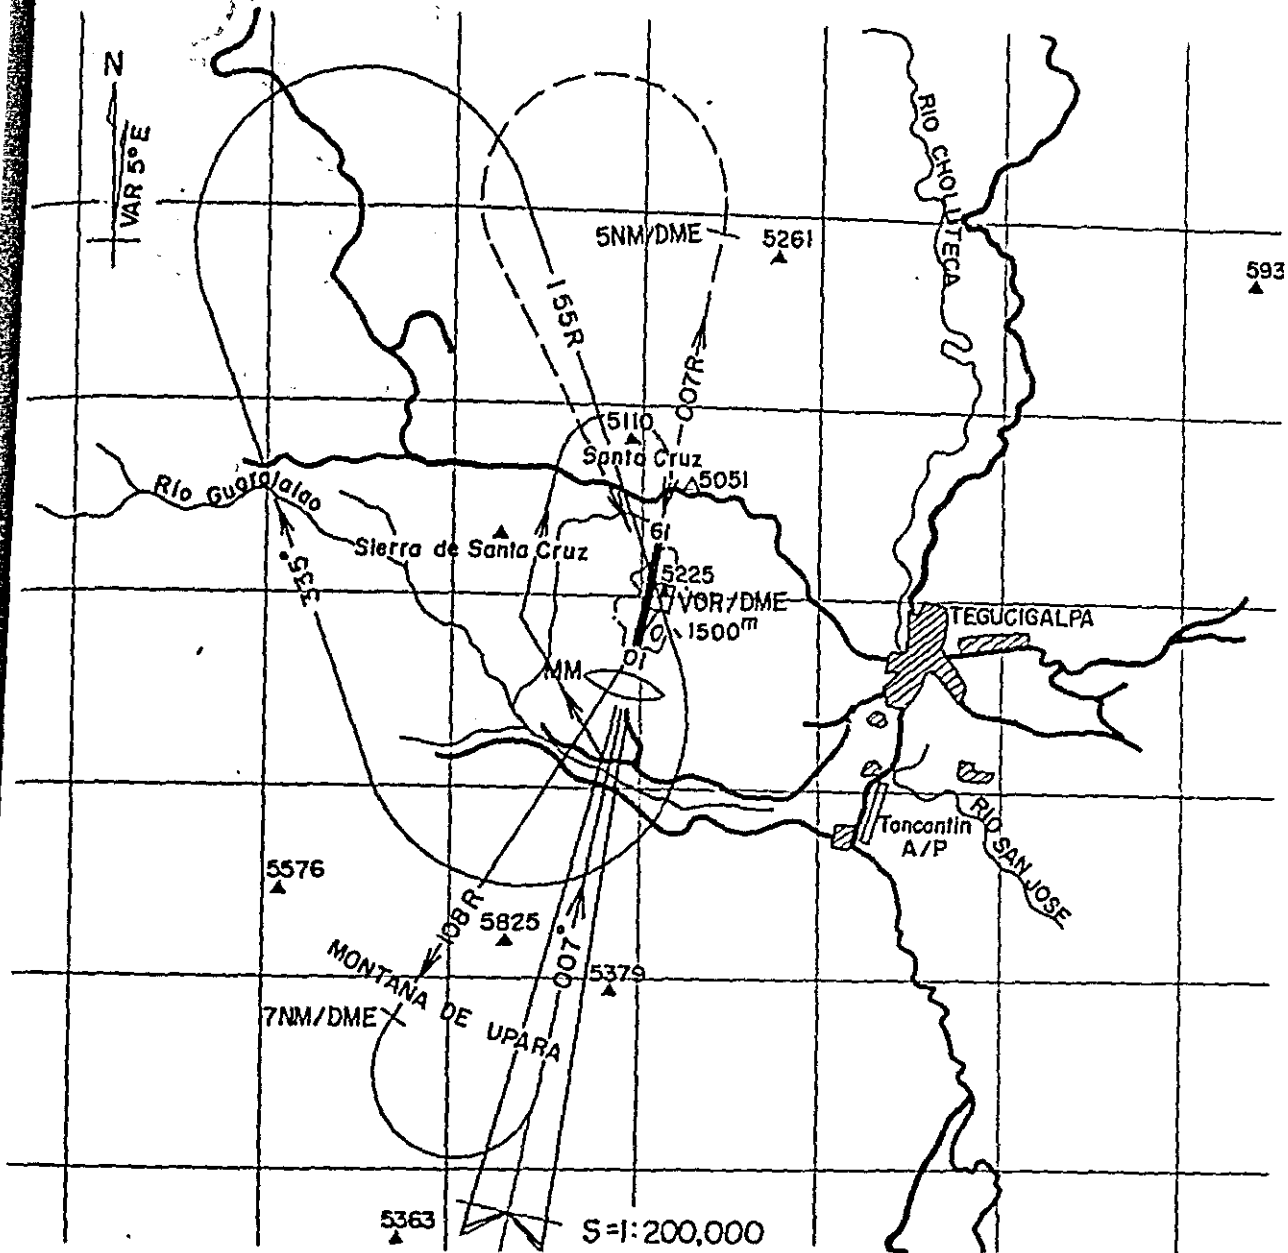 N
VAR 5°E
RIO CHOLUTECA
5NM/DME
5261
593
155R
007R
5110
Santa Cruz
5051
Rio Guarajalao
Sierra de Santa Cruz
19
335°
5225
VOR/DME
1500m
TEGUCIGALPA
01
MM
RIO SAN JOSE
Toncontin
A/P
5576
108R
5825
007°
5379
MONTAÑA DE UPARA
7NM/DME
5363
S=1:200,000